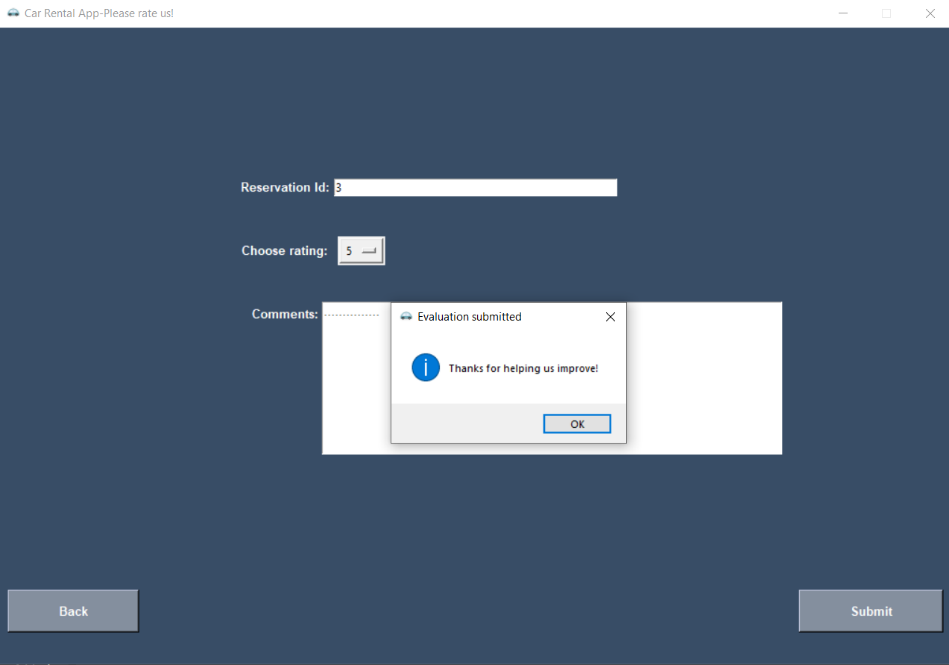 Car Rental App-Please rate us!
Reservation Id: 3
Choose rating: 5
Comments: ---------------
Evaluation submitted
Thanks for helping us improve!
OK
Back
Submit